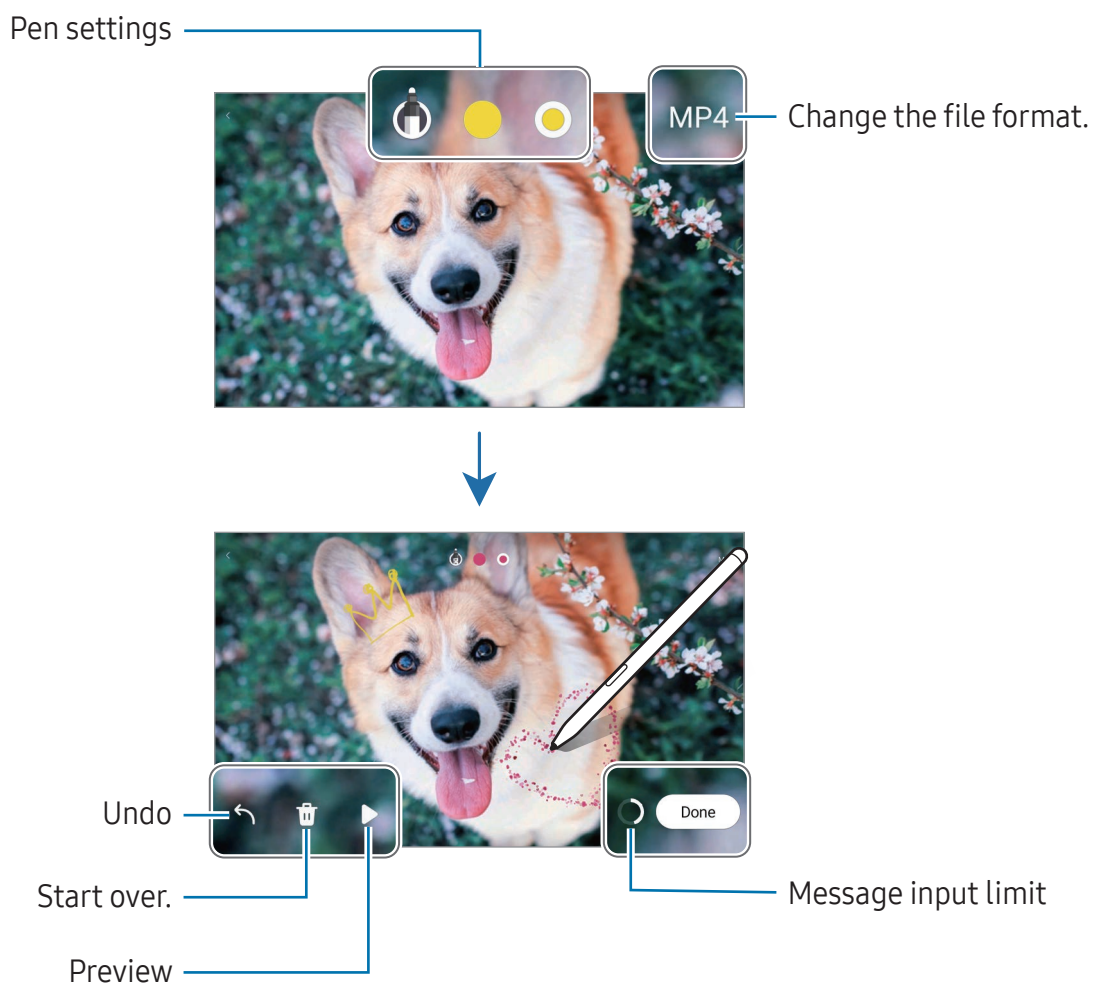 Pen settings
MP4
Change the file format.
Undo
Done
Start over.
Message input limit
Preview